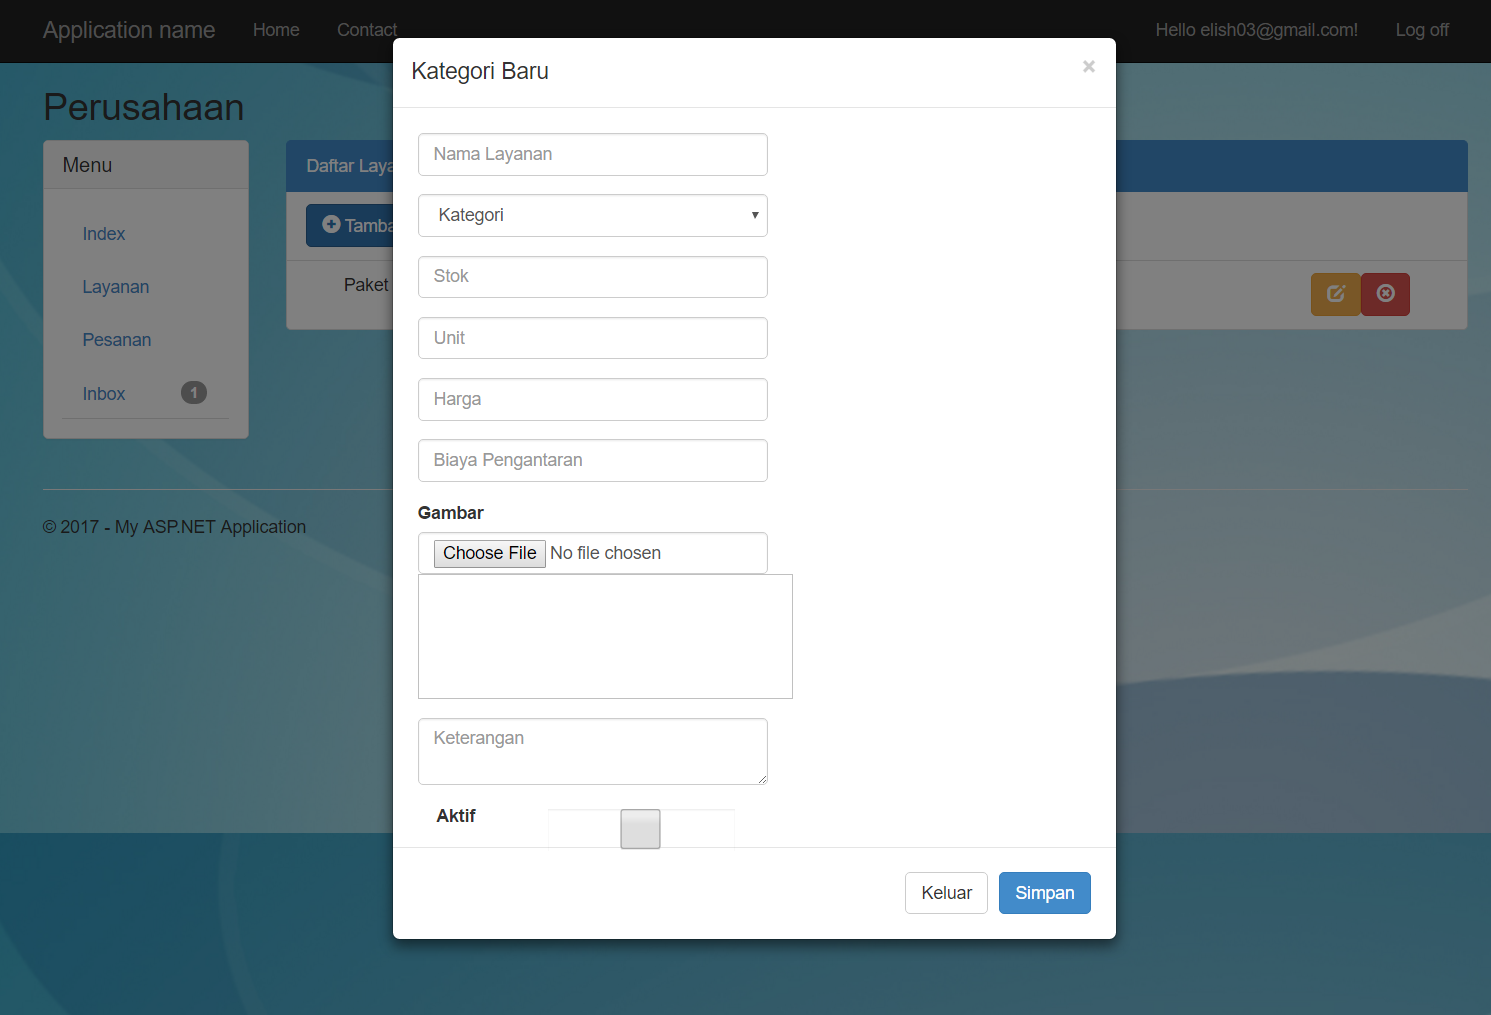 Application name Home Contact Hello elish03@gmail.com! Log off
Kategori Baru ×
Perusahaan
Menu
Index
Layanan
Pesanan
Inbox 1
Daftar
Paket
Nama Layanan
Kategori
Stok
Unit
Harga
Biaya Pengantaran
Gambar
Choose File No file chosen
Keterangan
Aktif
Keluar Simpan
© 2017 - My ASP.NET Application